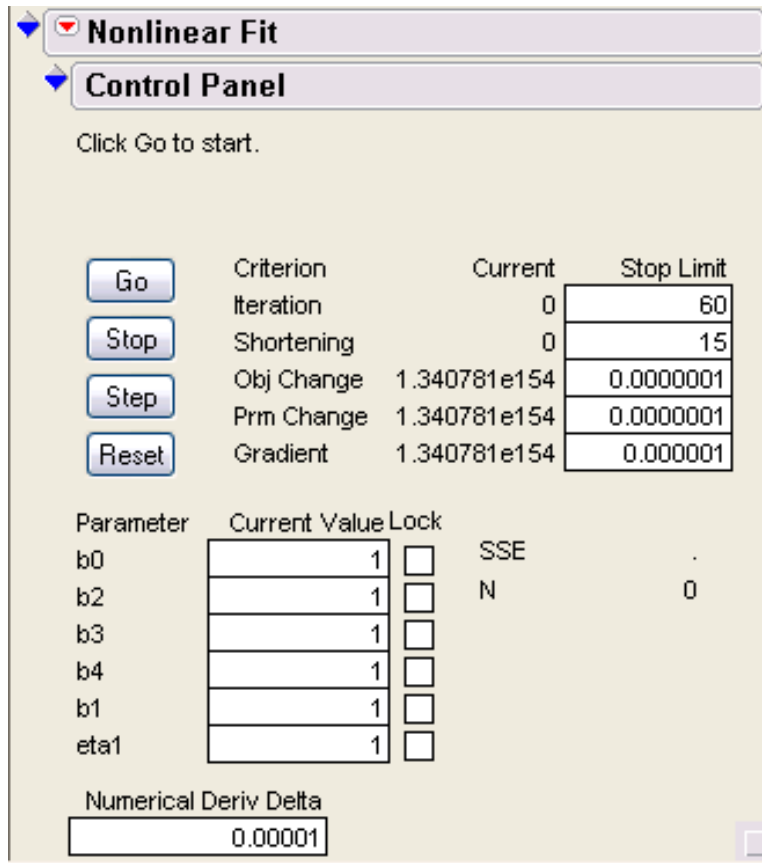 Nonlinear Fit
Control Panel
Click Go to start.
Go
Stop
Step
Reset
Criterion Current Stop Limit
Iteration 0 60
Shortening 0 15
Obj Change 1.340781e154 0.0000001
Prm Change 1.340781e154 0.0000001
Gradient 1.340781e154 0.000001
Parameter Current Value Lock
b0 1
b2 1
b3 1
b4 1
b1 1
eta1 1
SSE .
N 0
Numerical Deriv Delta
0.00001